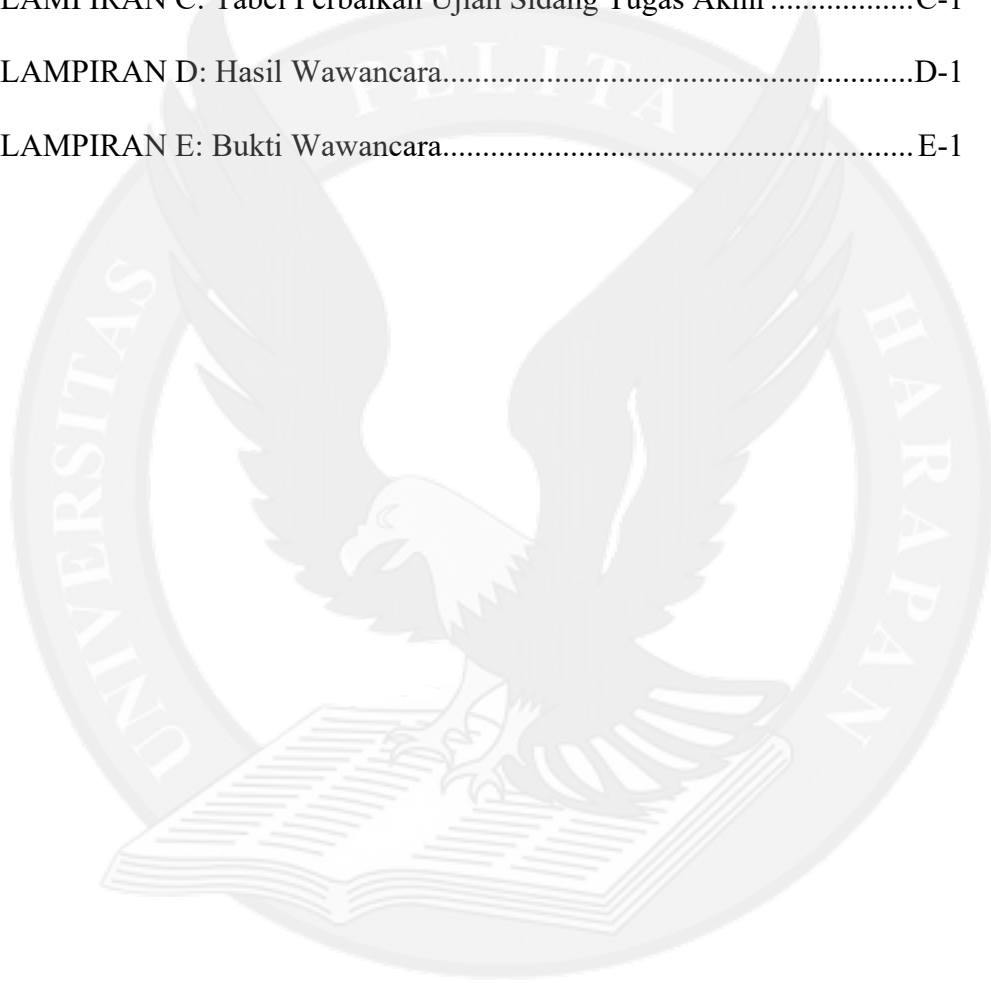 LAMPIRAN C: Tabel Perbaikan Ujian Sidang Tugas Akhir..................C-1
LAMPIRAN D: Hasil Wawancara............................................................D-1
LAMPIRAN E: Bukti Wawancara............................................................E-1
UNIVERSITAS PELITA HARAPAN